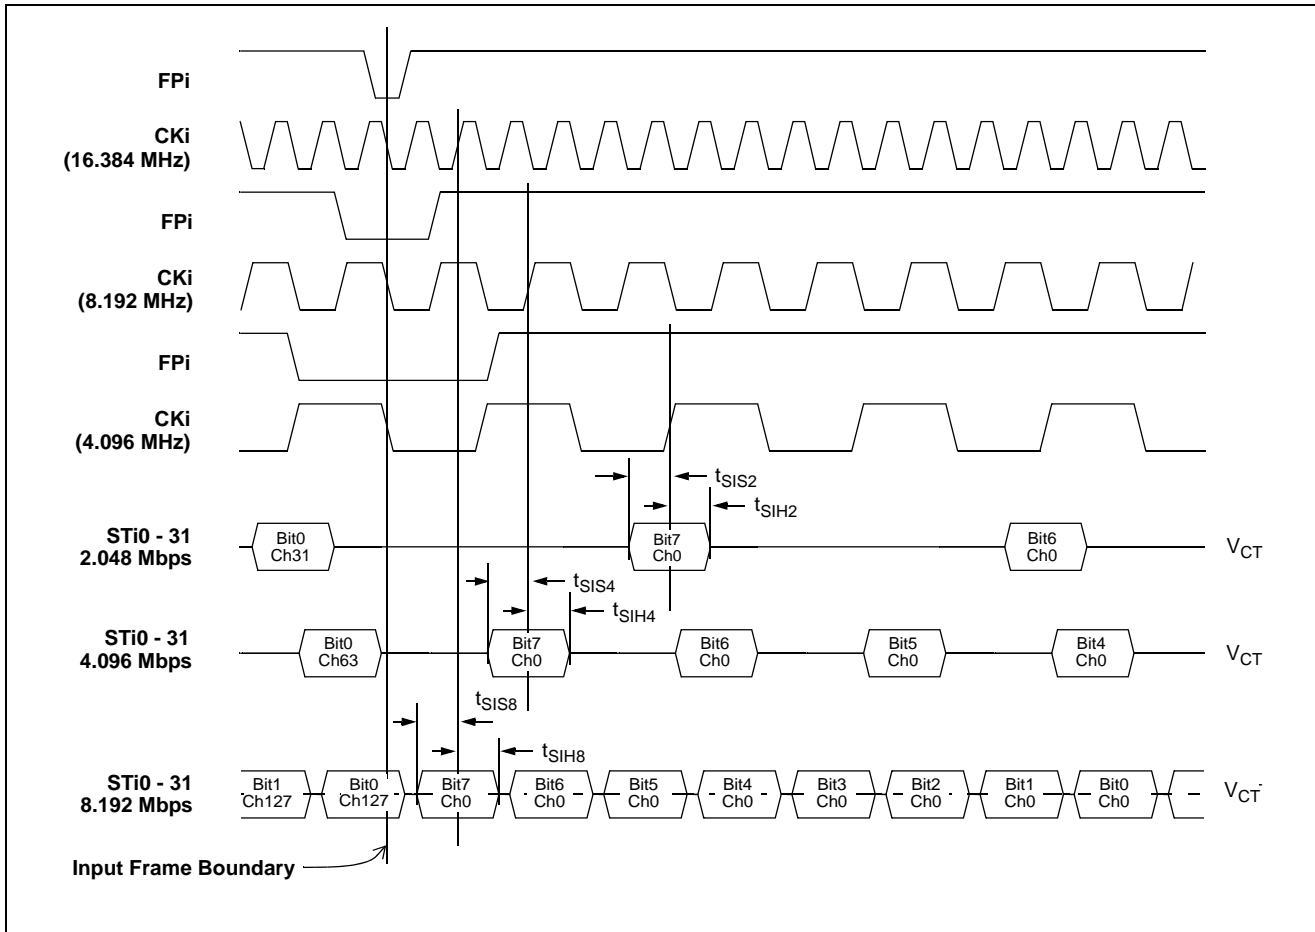 FPi
CKi
(16.384 MHz)
FPi
CKi
(8.192 MHz)
FPi
CKi
(4.096 MHz)
tSIS2
tSIH2
STi0 - 31
2.048 Mbps
Bit0
Ch31
Bit7
Ch0
Bit6
Ch0
VCT
tSIS4
tSIH4
STi0 - 31
4.096 Mbps
Bit0
Ch63
Bit7
Ch0
Bit6
Ch0
Bit5
Ch0
Bit4
Ch0
VCT
tSIS8
tSIH8
STi0 - 31
8.192 Mbps
Bit1
Ch127
Bit0
Ch127
Bit7
Ch0
Bit6
Ch0
Bit5
Ch0
Bit4
Ch0
Bit3
Ch0
Bit2
Ch0
Bit1
Ch0
Bit0
Ch0
VCT
Input Frame Boundary